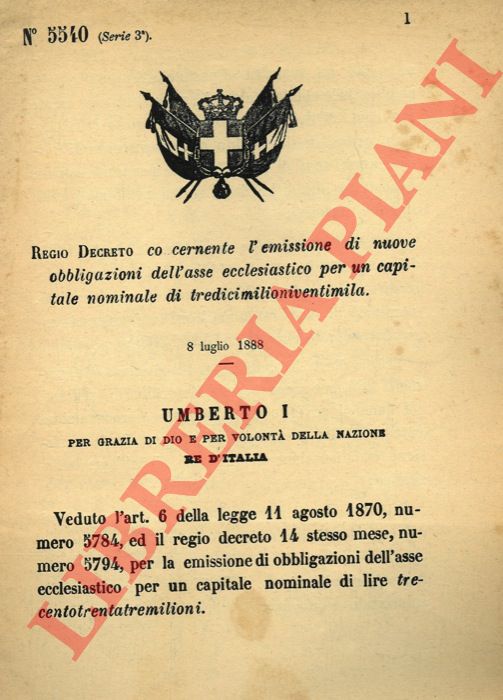 N° 5540 (Serie 3ª).
1
REGIO DECRETO co cernente l'emissione di nuove
obbligazioni dell'asse ecclesiastico per un capi-
tale nominale di tredicimilioniventimila.
8 luglio 1888
UMBERTO I
PER GRAZIA DI DIO E PER VOLONTÀ DELLA NAZIONE
RE D'ITALIA
Veduto l'art. 6 della legge 11 agosto 1870, nu-
mero 5784, ed il regio decreto 14 stesso mese, nu-
mero 5794, per la emissione di obbligazioni dell'asse
ecclesiastico per un capitale nominale di lire tre-
centotrentatremilioni.
LIBRERIA PIANI